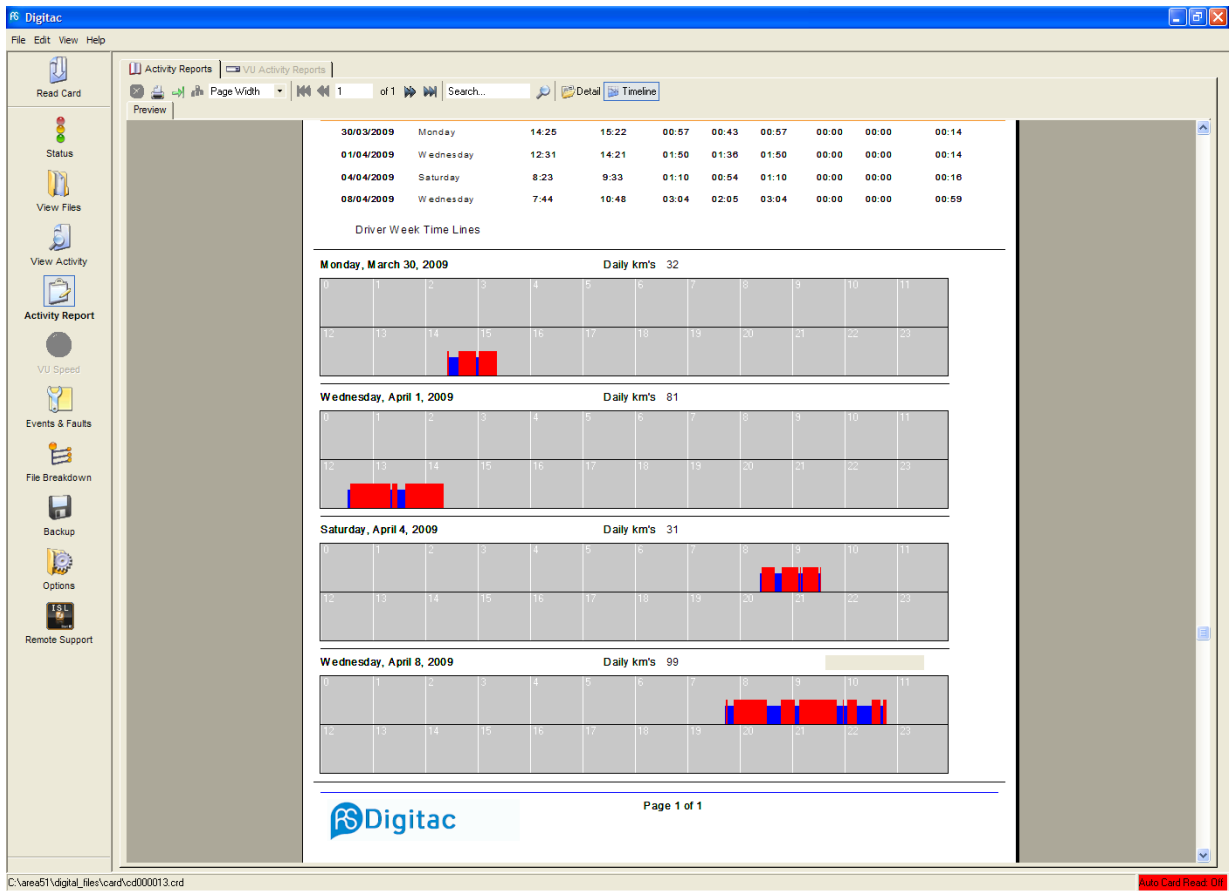 Digitac
File Edit View Help
Read Card
Status
View Files
View Activity
Activity Report
VU Speed
Events & Faults
File Breakdown
Backup
Options
ISL
Remote Support
Activity Reports VU Activity Reports
Page Width 1 of 1 Search... Detail Timeline
Preview
30/03/2009 Monday 14:25 15:22 00:57 00:43 00:57 00:00 00:00 00:14
01/04/2009 Wednesday 12:31 14:21 01:50 01:36 01:50 00:00 00:00 00:14
04/04/2009 Saturday 8:23 9:33 01:10 00:54 01:10 00:00 00:00 00:16
08/04/2009 Wednesday 7:44 10:48 03:04 02:05 03:04 00:00 00:00 00:59
Driver Week Time Lines
Monday, March 30, 2009 Daily km's 32
0 1 2 3 4 5 6 7 8 9 10 11
12 13 14 15 16 17 18 19 20 21 22 23
Wednesday, April 1, 2009 Daily km's 81
0 1 2 3 4 5 6 7 8 9 10 11
12 13 14 15 16 17 18 19 20 21 22 23
Saturday, April 4, 2009 Daily km's 31
0 1 2 3 4 5 6 7 8 9 10 11
12 13 14 15 16 17 18 19 20 21 22 23
Wednesday, April 8, 2009 Daily km's 99
0 1 2 3 4 5 6 7 8 9 10 11
12 13 14 15 16 17 18 19 20 21 22 23
Digitac
Page 1 of 1
C:\area51\digital_files\card\cd000013.crd
Auto Card Read: Off